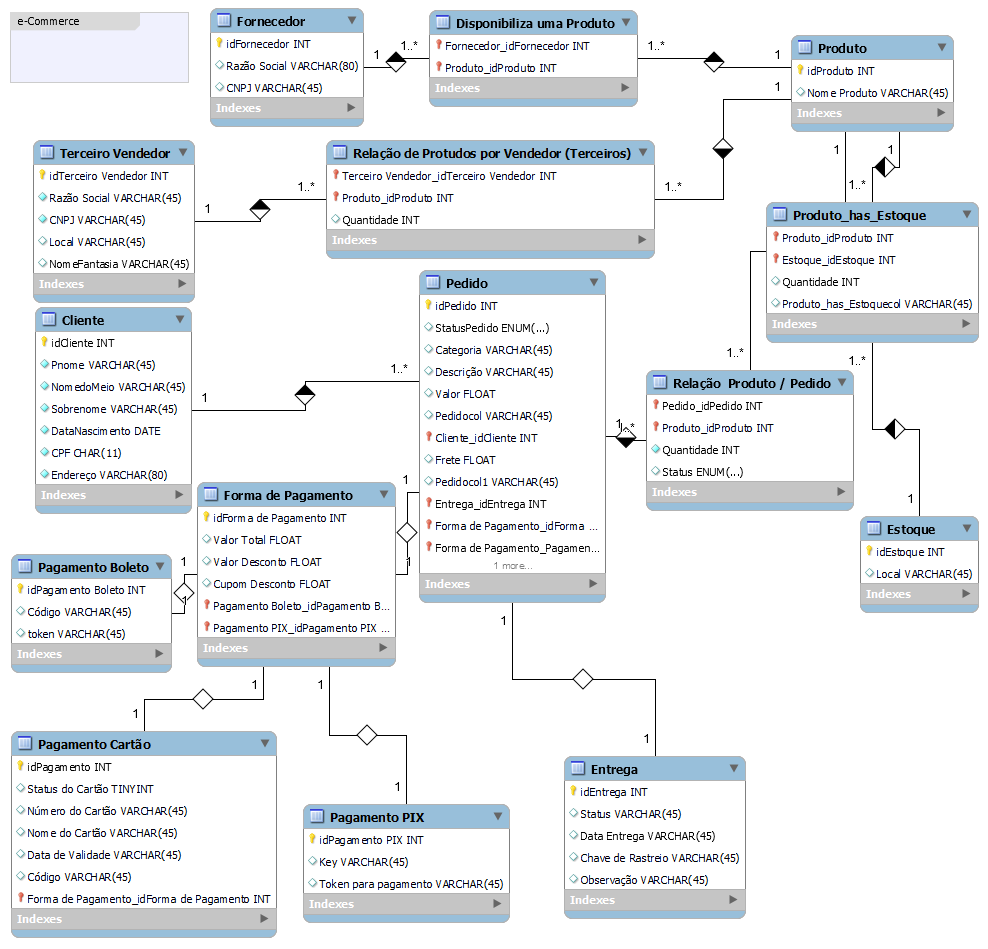 e-Commerce
Fornecedor
idFornecedor INT
Razão Social VARCHAR(80)
CNPJ VARCHAR(45)
Indexes
1
1..*
Disponibiliza uma Produto
Fornecedor_idFornecedor INT
Produto_idProduto INT
Indexes
1..*
1
Produto
idProduto INT
Nome Produto VARCHAR(45)
Indexes
1
Terceiro Vendedor
idTerceiro Vendedor INT
Razão Social VARCHAR(45)
CNPJ VARCHAR(45)
Local VARCHAR(45)
NomeFantasia VARCHAR(45)
Indexes
1
1..*
Relação de Protudos por Vendedor (Terceiros)
Terceiro Vendedor_idTerceiro Vendedor INT
Produto_idProduto INT
Quantidade INT
Indexes
1..*
1
1
1..*
Produto_has_Estoque
Produto_idProduto INT
Estoque_idEstoque INT
Quantidade INT
Produto_has_Estoquecol VARCHAR(45)
Indexes
1..*
1..*
Cliente
idCliente INT
Pnome VARCHAR(45)
NomedoMeio VARCHAR(45)
Sobrenome VARCHAR(45)
DataNascimento DATE
CPF CHAR(11)
Endereço VARCHAR(80)
Indexes
1
1..*
Pedido
idPedido INT
StatusPedido ENUM(...)
Categoria VARCHAR(45)
Descrição VARCHAR(45)
Valor FLOAT
Pedidocol VARCHAR(45)
Cliente_idCliente INT
Frete FLOAT
Pedidocol1 VARCHAR(45)
Entrega_idEntrega INT
Forma de Pagamento_idForma ...
Forma de Pagamento_Pagamen...
1 more...
Indexes
1..*
Relação Produto / Pedido
Pedido_idPedido INT
Produto_idProduto INT
Quantidade INT
Status ENUM(...)
Indexes
1
Estoque
idEstoque INT
Local VARCHAR(45)
Indexes
Forma de Pagamento
idForma de Pagamento INT
Valor Total FLOAT
Valor Desconto FLOAT
Cupom Desconto FLOAT
Pagamento Boleto_idPagamento B...
Pagamento PIX_idPagamento PIX ...
Indexes
1
1
Pagamento Boleto
idPagamento Boleto INT
Código VARCHAR(45)
token VARCHAR(45)
Indexes
1
1
1
1
1
1
Pagamento Cartão
idPagamento INT
Status do Cartão TINYINT
Número do Cartão VARCHAR(45)
Nome do Cartão VARCHAR(45)
Data de Validade VARCHAR(45)
Código VARCHAR(45)
Forma de Pagamento_idForma de Pagamento INT
Indexes
Pagamento PIX
idPagamento PIX INT
Key VARCHAR(45)
Token para pagamento VARCHAR(45)
Indexes
1
1
Entrega
idEntrega INT
Status VARCHAR(45)
Data Entrega VARCHAR(45)
Chave de Rastreio VARCHAR(45)
Observação VARCHAR(45)
Indexes